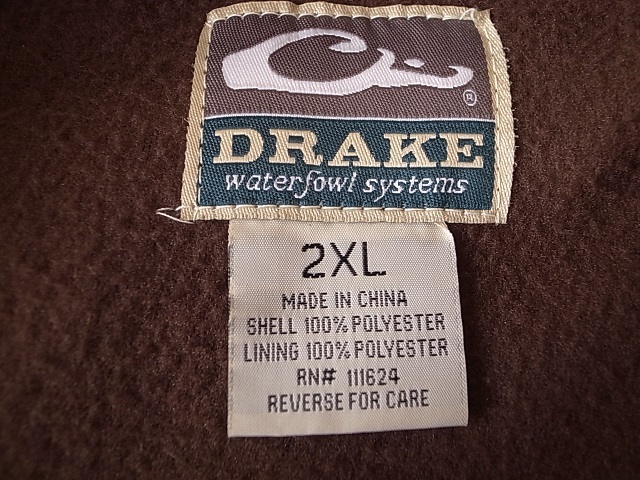 ®
DRAKE
waterfowl systems
2XL
MADE IN CHINA
SHELL 100% POLYESTER
LINING 100% POLYESTER
RN# 111624
REVERSE FOR CARE